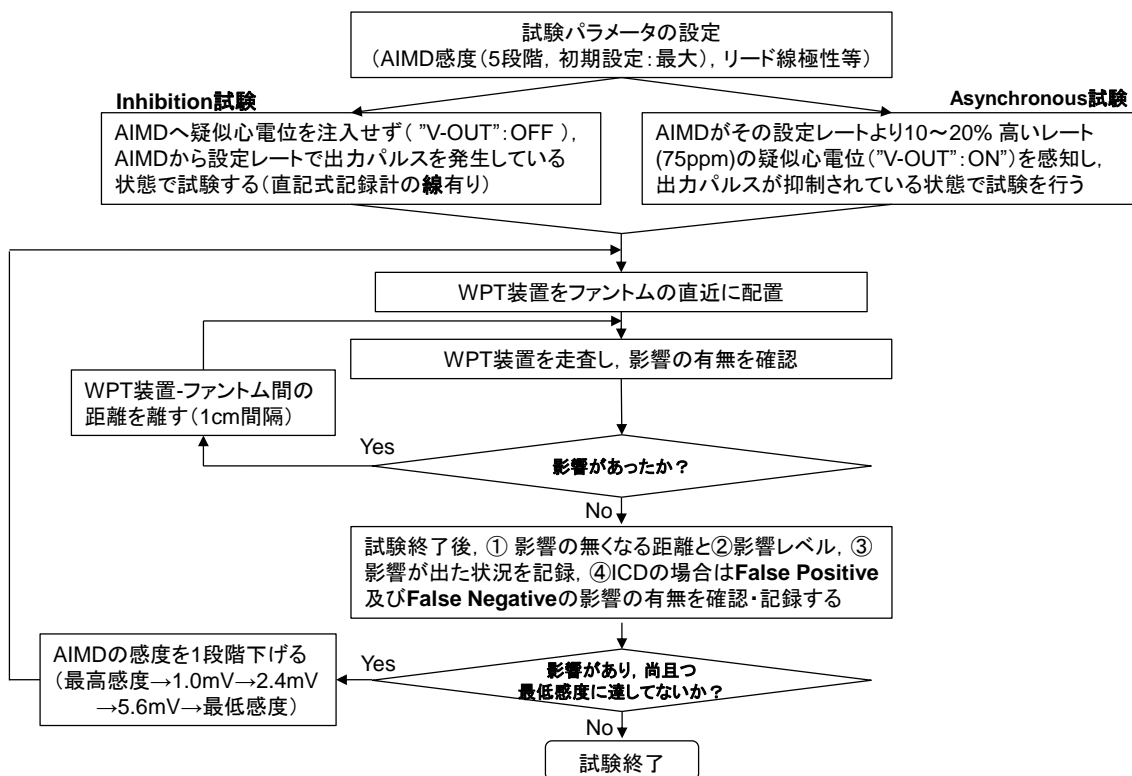 試験パラメータの設定
（AIMD感度（5段階，初期設定：最大），リード線極性等）
Inhibition試験
AIMDへ疑似心電位を注入せず（ ”V-OUT”：OFF ），
AIMDから設定レートで出力パルスを発生している
状態で試験する（直記式記録計の線有り）
Asynchronous試験
AIMDがその設定レートより10～20% 高いレート
(75ppm)の疑似心電位（”V-OUT”：ON”）を感知し，
出力パルスが抑制されている状態で試験を行う
WPT装置をファントムの直近に配置
WPT装置を走査し，影響の有無を確認
WPT装置-ファントム間の
距離を離す（1cm間隔）
Yes
影響があったか？
No
試験終了後，① 影響の無くなる距離と②影響レベル，③
影響が出た状況を記録，④ICDの場合はFalse Positive
及びFalse Negativeの影響の有無を確認・記録する
AIMDの感度を1段階下げる
（最高感度→1.0mV→2.4mV
→5.6mV→最低感度）
Yes
影響があり，尚且つ
最低感度に達してないか？
No
試験終了